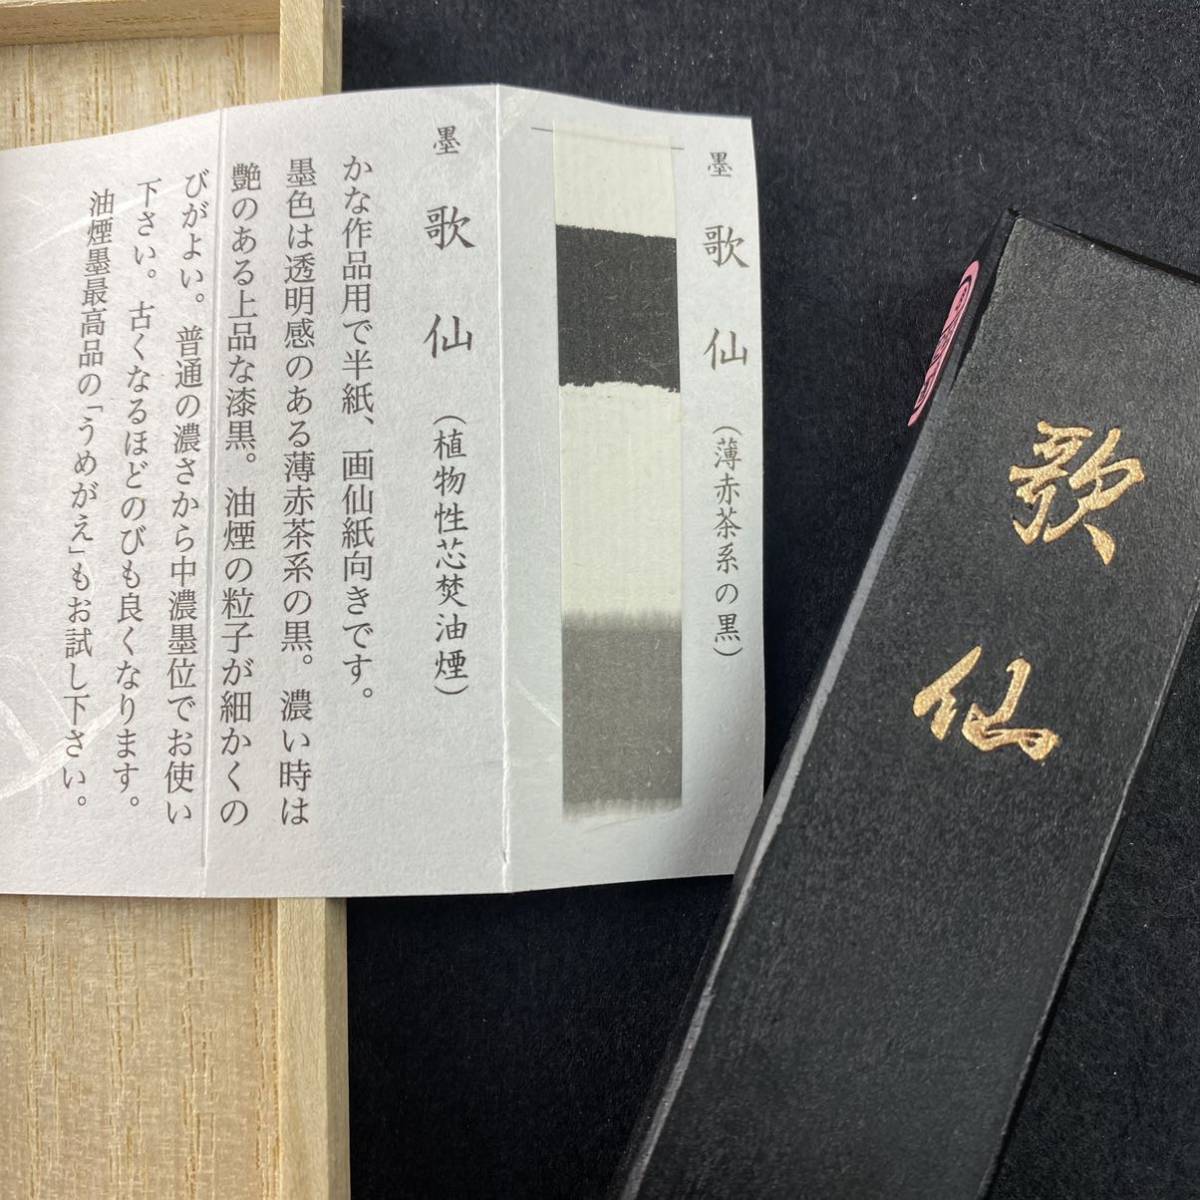 墨 歌仙 (薄赤茶系の黒)
墨 歌仙 (植物性芯焚油煙)
かな作品用で半紙、画仙紙向きです。
墨色は透明感のある薄赤茶系の黒。濃い時は
艶のある上品な漆黒。油煙の粒子が細かくの
びがよい。普通の濃さから中濃墨位でお使い
下さい。古くなるほどのびも良くなります。
油煙墨最高品の「うめがえ」もお試し下さい。
歌仙